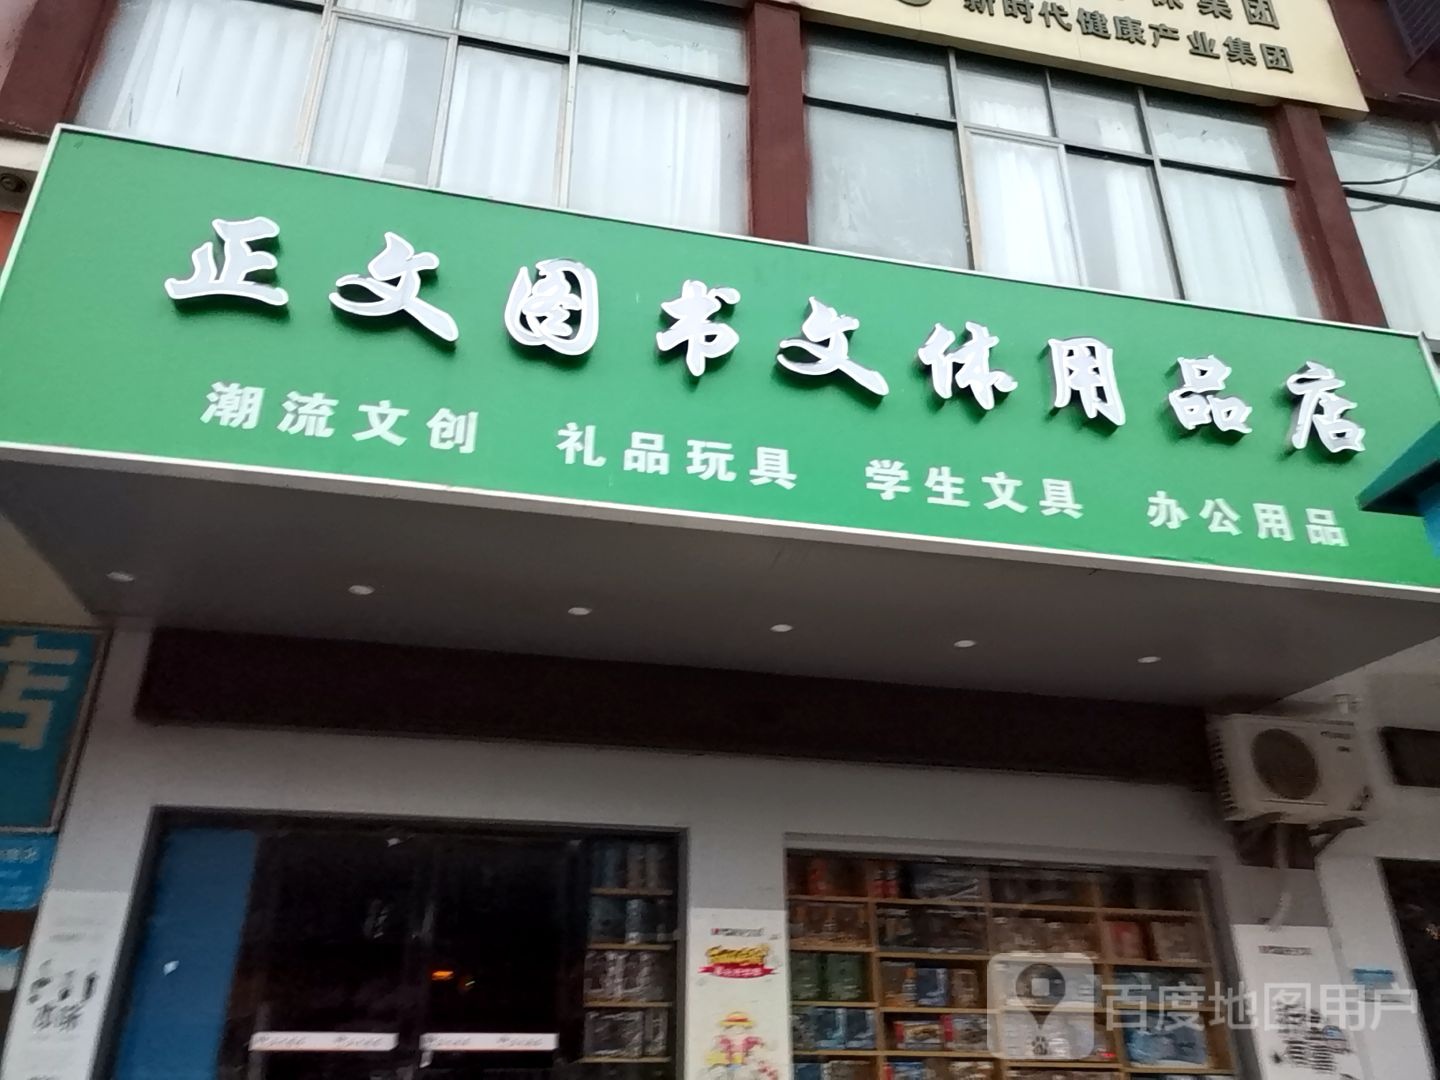 新时代健康产业集团
正文图书文体用品店
潮流文创 礼品玩具 学生文具 办公用品
店
百度地图用户